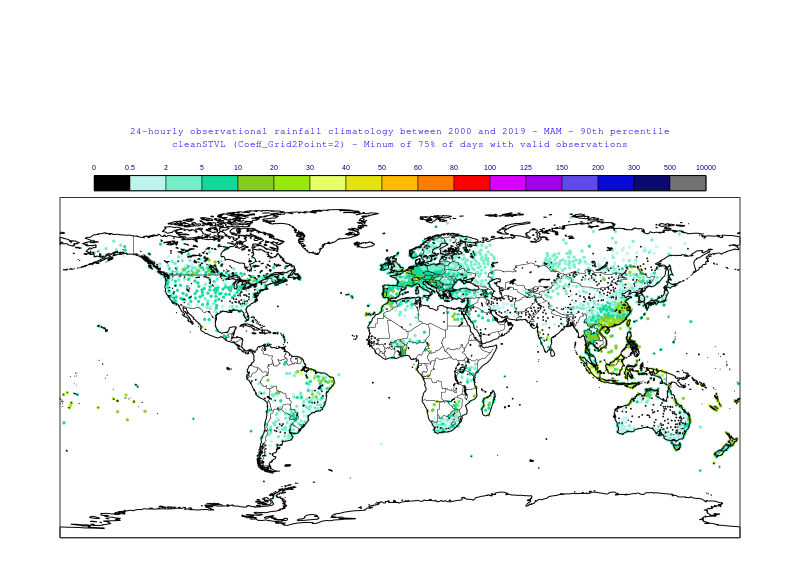 24-hourly observational rainfall climatology between 2000 and 2019 - MAM - 90th percentile
cleanSTVL (Coeff_Grid2Point=2) - Minum of 75% of days with valid observations
0 0.5 2 5 10 20 30 40 50 60 80 100 125 150 200 300 500 10000